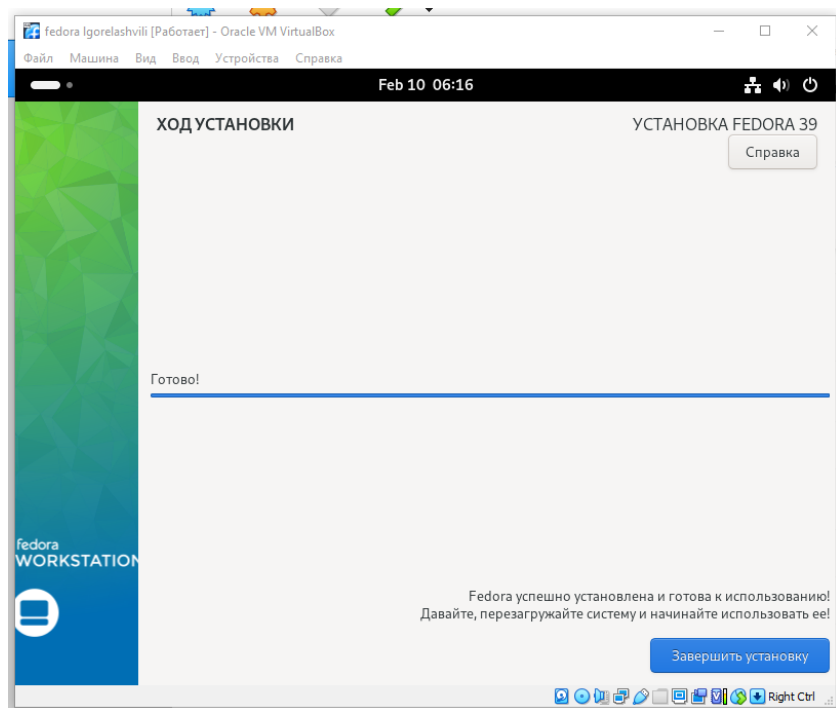 fedora lgorelashvili [Работает] - Oracle VM VirtualBox
Файл Машина Вид Ввод Устройства Справка
Feb 10 06:16
ХОД УСТАНОВКИ
УСТАНОВКА FEDORA 39
Справка
Готово!
fedora
WORKSTATION
Fedora успешно установлена и готова к использованию!
Давайте, перезагружайте систему и начинайте использовать ее!
Завершить установку
Right Ctrl